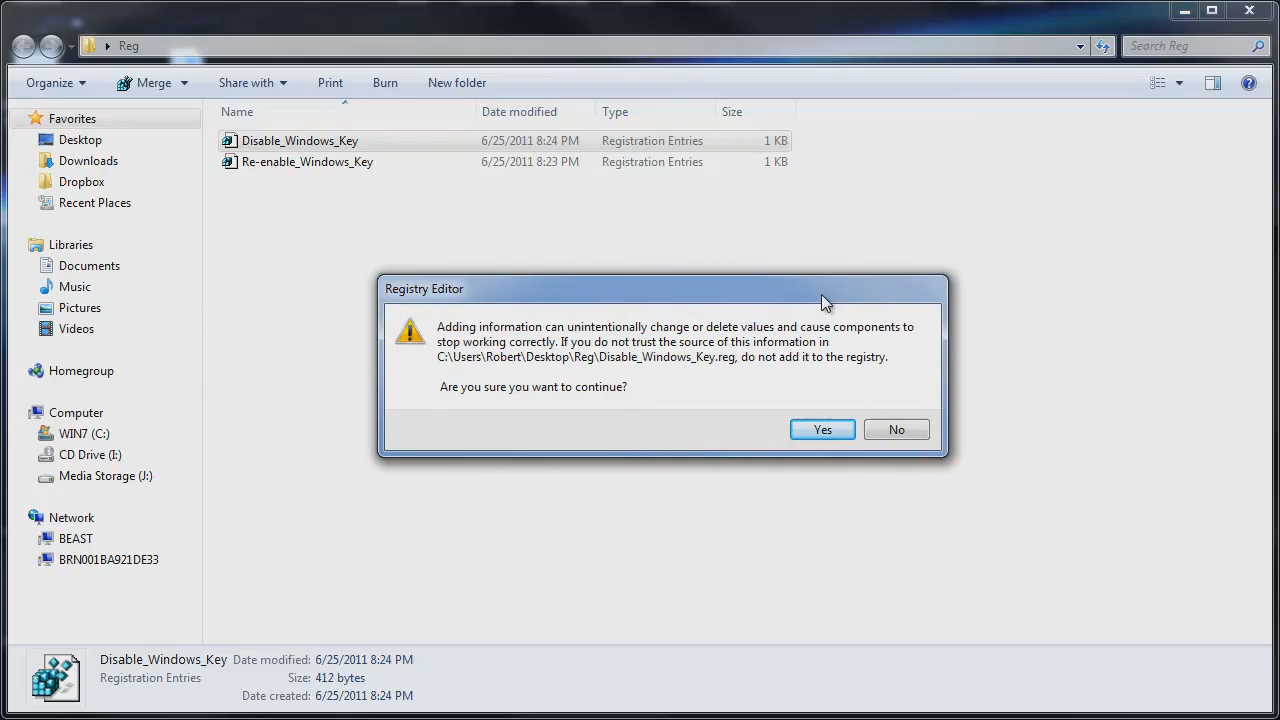 Reg
Search Reg
Organize Merge Share with Print Burn New folder
Name Date modified Type Size
Favorites
Desktop
Downloads
Dropbox
Recent Places
Libraries
Documents
Music
Pictures
Videos
Homegroup
Computer
WIN7 (C:)
CD Drive (I:)
Media Storage (J:)
Network
BEAST
BRN001BA921DE33
Disable_Windows_Key 6/25/2011 8:24 PM Registration Entries 1 KB
Re-enable_Windows_Key 6/25/2011 8:23 PM Registration Entries 1 KB
Registry Editor
Adding information can unintentionally change or delete values and cause components to
stop working correctly. If you do not trust the source of this information in
C:\Users\Robert\Desktop\Reg\Disable_Windows_Key.reg, do not add it to the registry.
Are you sure you want to continue?
Yes No
Disable_Windows_Key Date modified: 6/25/2011 8:24 PM
Registration Entries Size: 412 bytes
Date created: 6/25/2011 8:24 PM